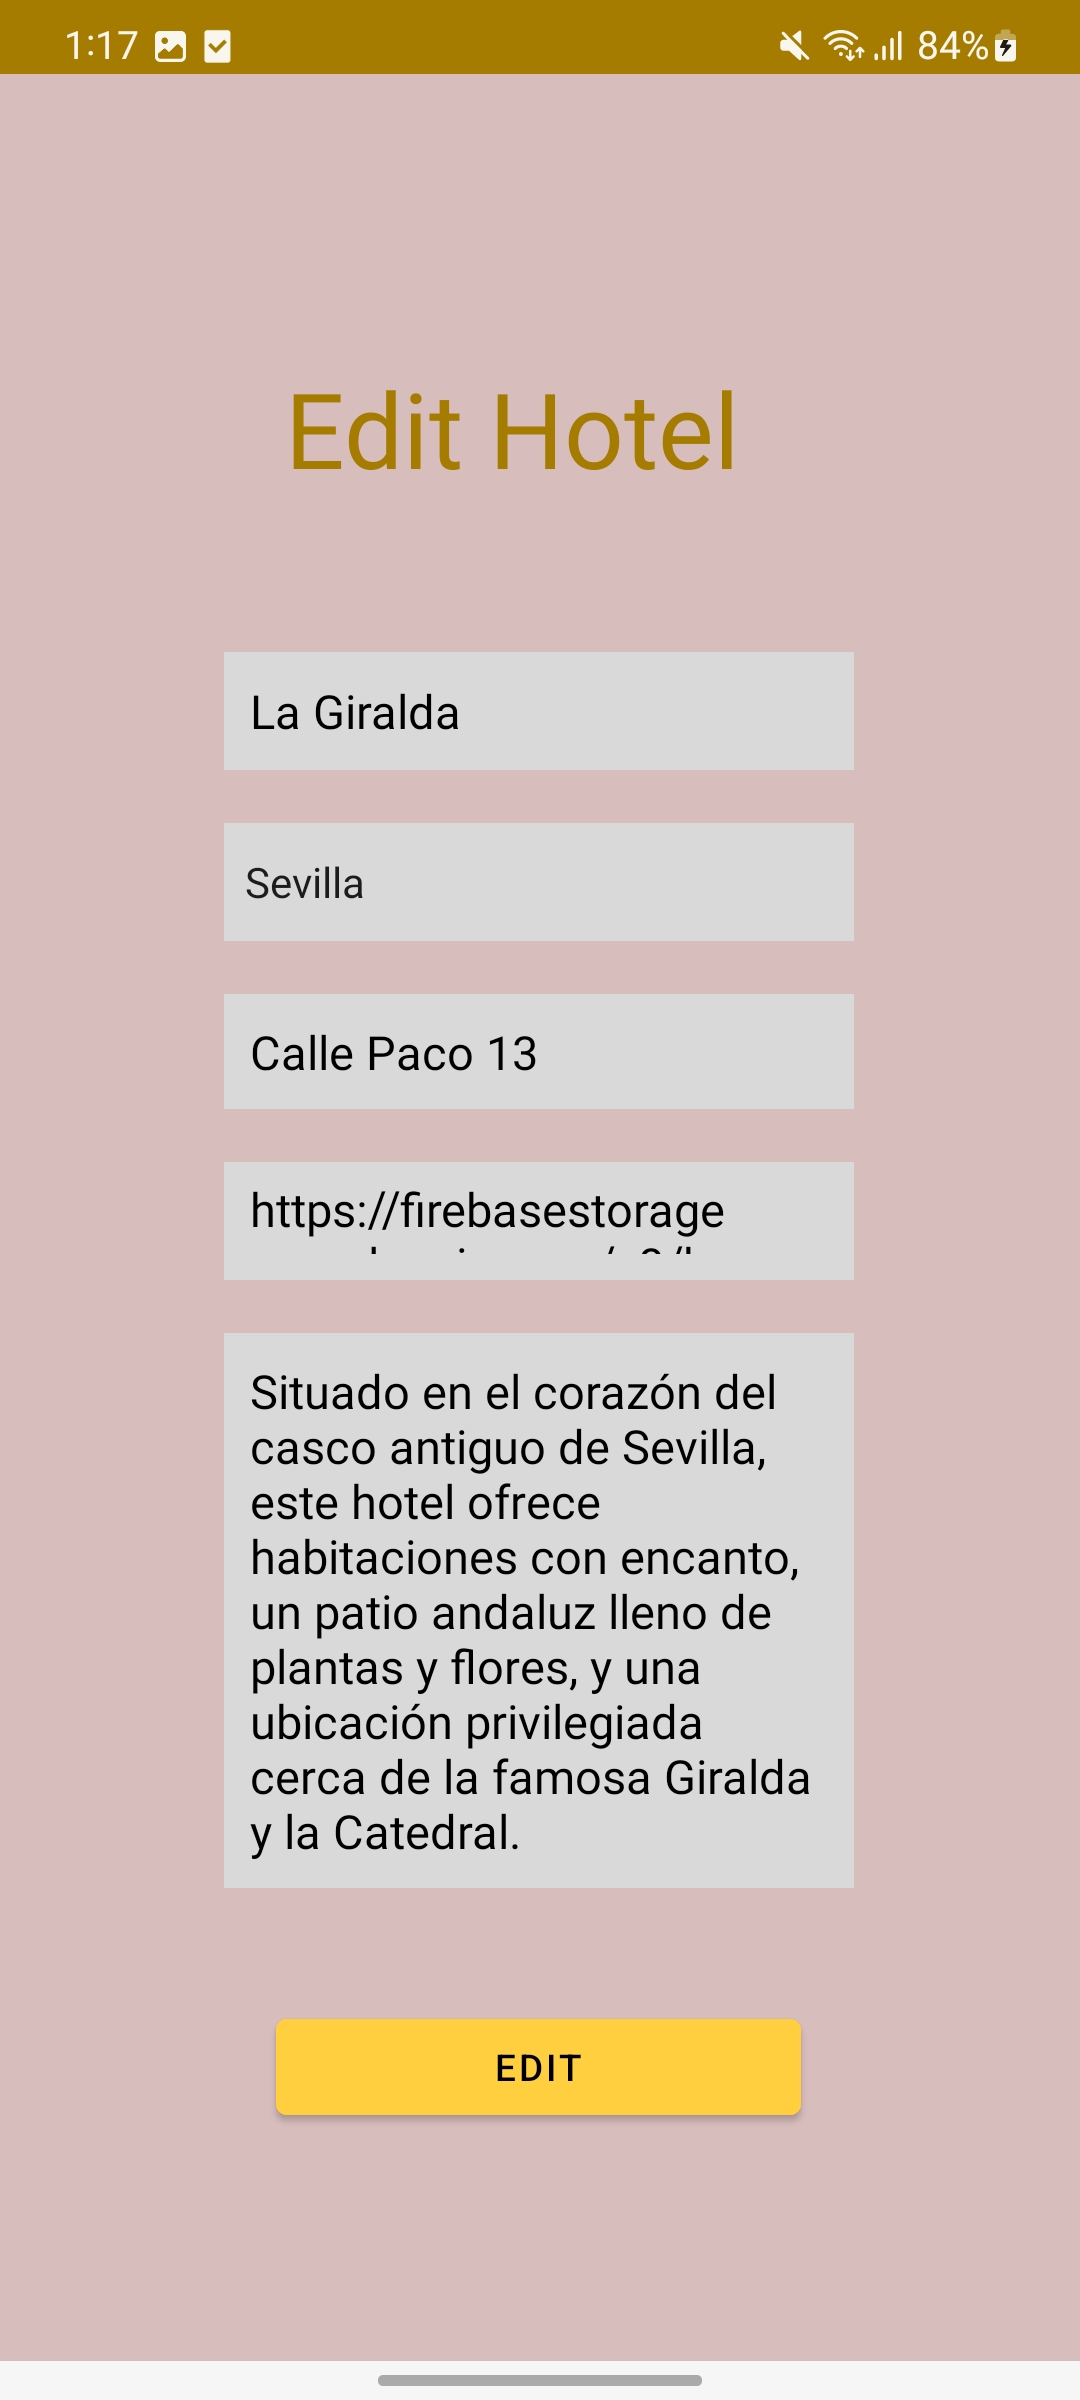 1:17
84%
Edit Hotel
La Giralda
Sevilla
Calle Paco 13
https://firebasestorage
Situado en el corazón del
casco antiguo de Sevilla,
este hotel ofrece
habitaciones con encanto,
un patio andaluz lleno de
plantas y flores, y una
ubicación privilegiada
cerca de la famosa Giralda
y la Catedral.
EDIT